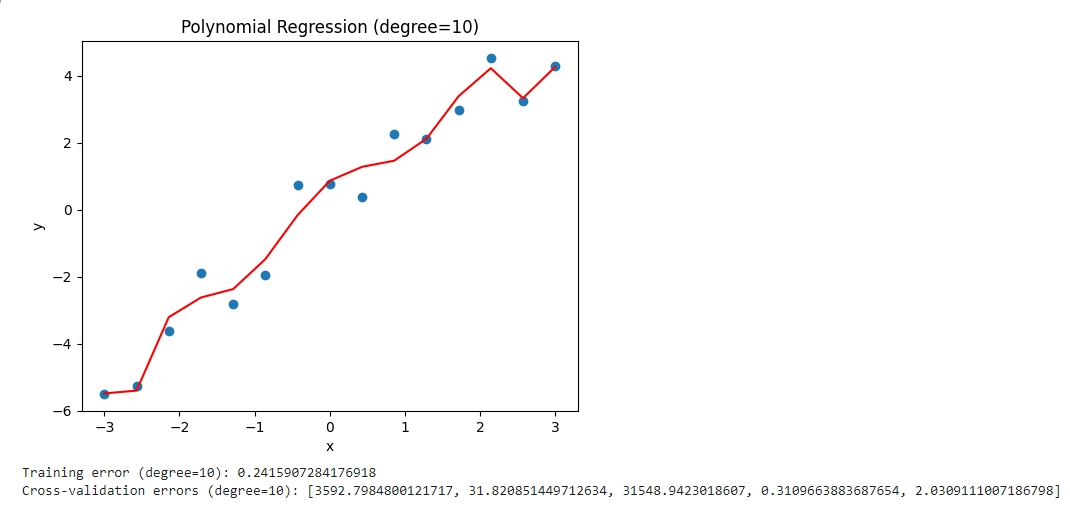 Polynomial Regression (degree=10)
4
2
0
−2
−4
−6
y
−3 −2 −1 0 1 2 3
x
Training error (degree=10): 0.2415907284176918
Cross-validation errors (degree=10): [3592.7984800121717, 31.820851449712634, 31548.9423018607, 0.3109663883687654, 2.0309111007186798]